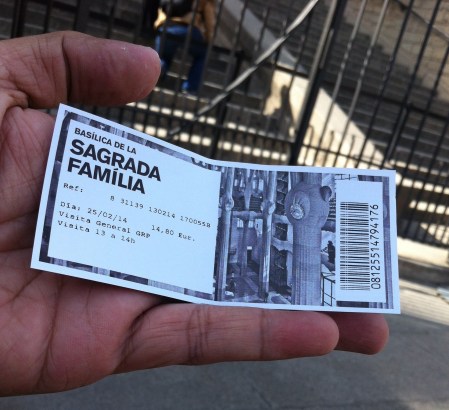 BASÍLICA DE LA
SAGRADA
FAMÍLIA
Ref: 8 31139 130214 170055B
Dia: 25/02/14 14,80 Eur.
Visita General GRP
Visita 13 a 14h
08125514794176